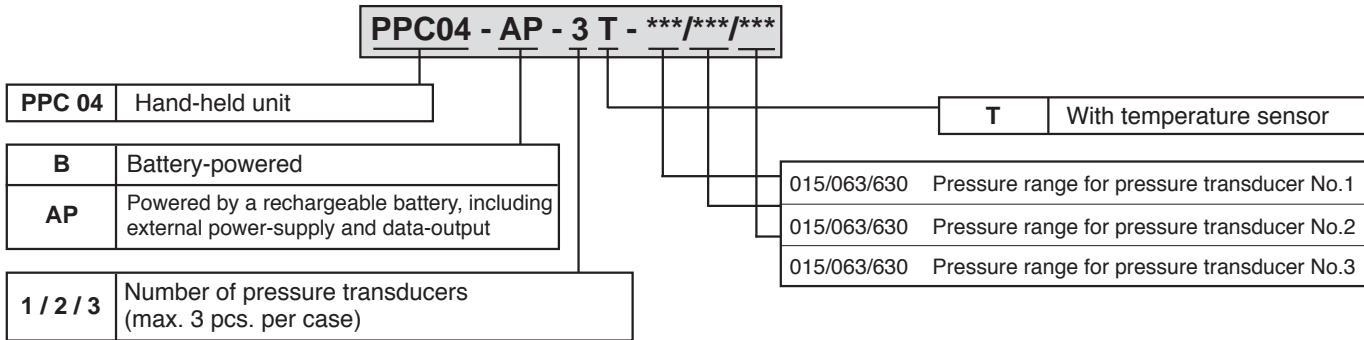 PPC04 - AP - 3 T - ***/***/***
PPC 04 Hand-held unit
T With temperature sensor
B Battery-powered
AP Powered by a rechargeable battery, including
external power-supply and data-output
015/063/630 Pressure range for pressure transducer No.1
015/063/630 Pressure range for pressure transducer No.2
015/063/630 Pressure range for pressure transducer No.3
1 / 2 / 3 Number of pressure transducers
(max. 3 pcs. per case)